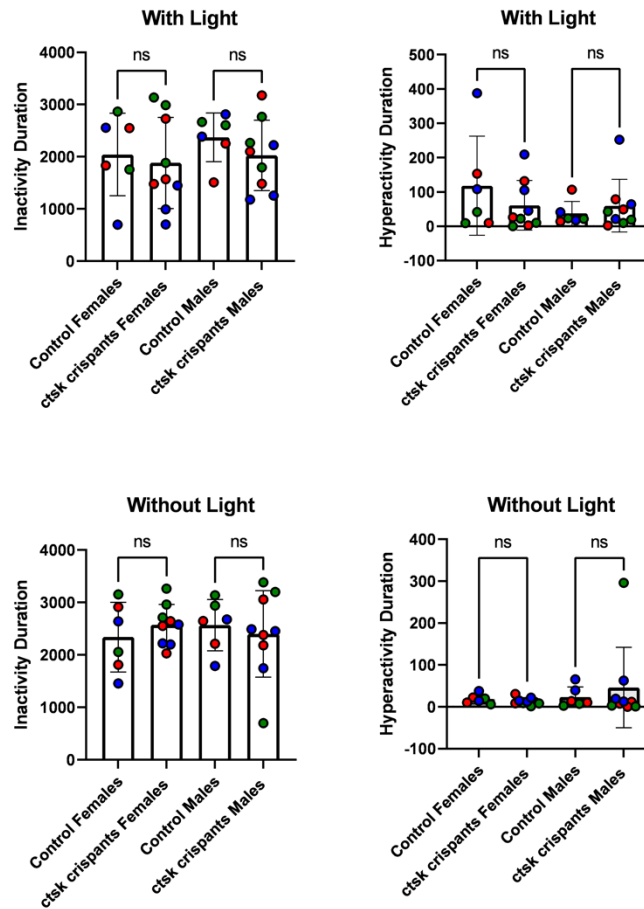 With Light
Inactivity Duration
4000
3000
2000
1000
0
ns
ns
Control Females
ctsk crispants Females
Control Males
ctsk crispants Males
With Light
Hyperactivity Duration
500
400
300
200
100
0
-100
ns
ns
Control Females
ctsk crispants Females
Control Males
ctsk crispants Males
Without Light
Inactivity Duration
4000
3000
2000
1000
0
ns
ns
Control Females
ctsk crispants Females
Control Males
ctsk crispants Males
Without Light
Hyperactivity Duration
400
300
200
100
0
-100
ns
ns
Control Females
ctsk crispants Females
Control Males
ctsk crispants Males